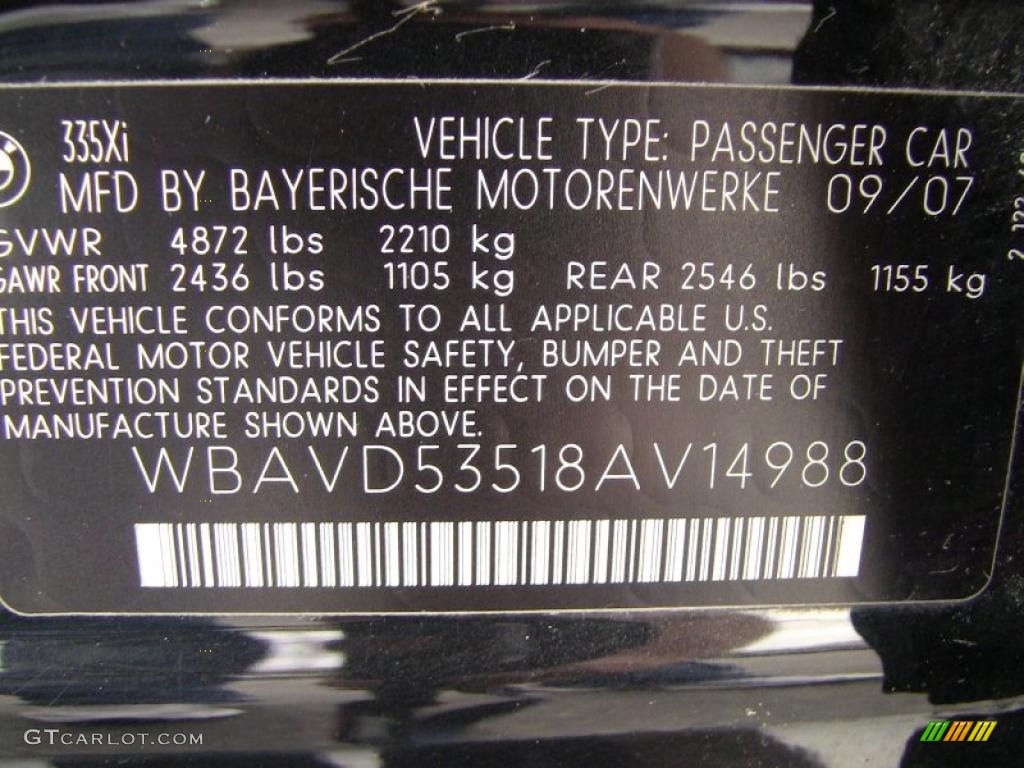 335Xi
VEHICLE TYPE: PASSENGER CAR
MFD BY BAYERISCHE MOTORENWERKE 09/07
GVWR 4872 lbs 2210 kg
GAWR FRONT 2436 lbs 1105 kg REAR 2546 lbs 1155 kg
THIS VEHICLE CONFORMS TO ALL APPLICABLE U.S.
FEDERAL MOTOR VEHICLE SAFETY, BUMPER AND THEFT
PREVENTION STANDARDS IN EFFECT ON THE DATE OF
MANUFACTURE SHOWN ABOVE.
WBAVD53518AV14988
GTCARLOT.COM